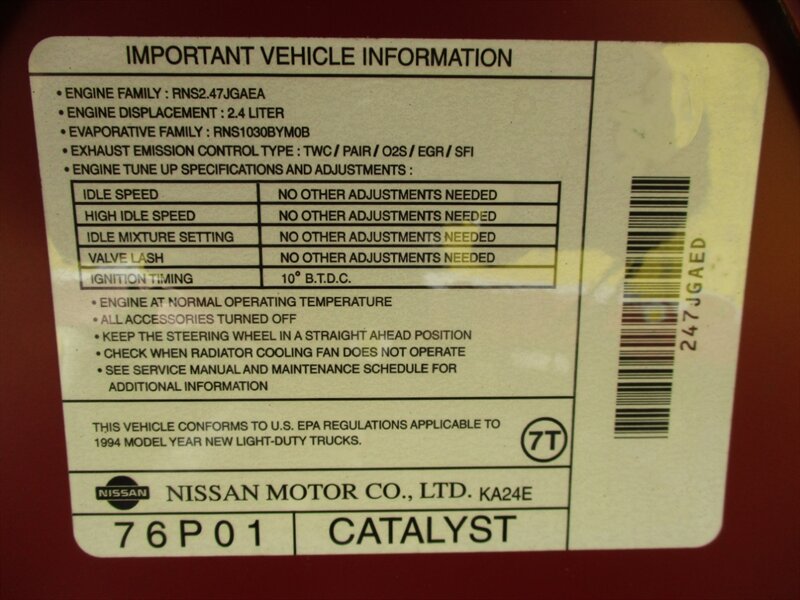 IMPORTANT VEHICLE INFORMATION
• ENGINE FAMILY : RNS2.47JGAEA
• ENGINE DISPLACEMENT : 2.4 LITER
• EVAPORATIVE FAMILY : RNS1030BYM0B
• EXHAUST EMISSION CONTROL TYPE : TWC / PAIR / O2S / EGR / SFI
• ENGINE TUNE UP SPECIFICATIONS AND ADJUSTMENTS :
IDLE SPEED NO OTHER ADJUSTMENTS NEEDED
HIGH IDLE SPEED NO OTHER ADJUSTMENTS NEEDED
IDLE MIXTURE SETTING NO OTHER ADJUSTMENTS NEEDED
VALVE LASH NO OTHER ADJUSTMENTS NEEDED
IGNITION TIMING 10° B.T.D.C.
• ENGINE AT NORMAL OPERATING TEMPERATURE
• ALL ACCESSORIES TURNED OFF
• KEEP THE STEERING WHEEL IN A STRAIGHT AHEAD POSITION
• CHECK WHEN RADIATOR COOLING FAN DOES NOT OPERATE
• SEE SERVICE MANUAL AND MAINTENANCE SCHEDULE FOR
ADDITIONAL INFORMATION
THIS VEHICLE CONFORMS TO U.S. EPA REGULATIONS APPLICABLE TO
1994 MODEL YEAR NEW LIGHT-DUTY TRUCKS.
7T
NISSAN NISSAN MOTOR CO., LTD. KA24E
76P01 CATALYST
247JGAED